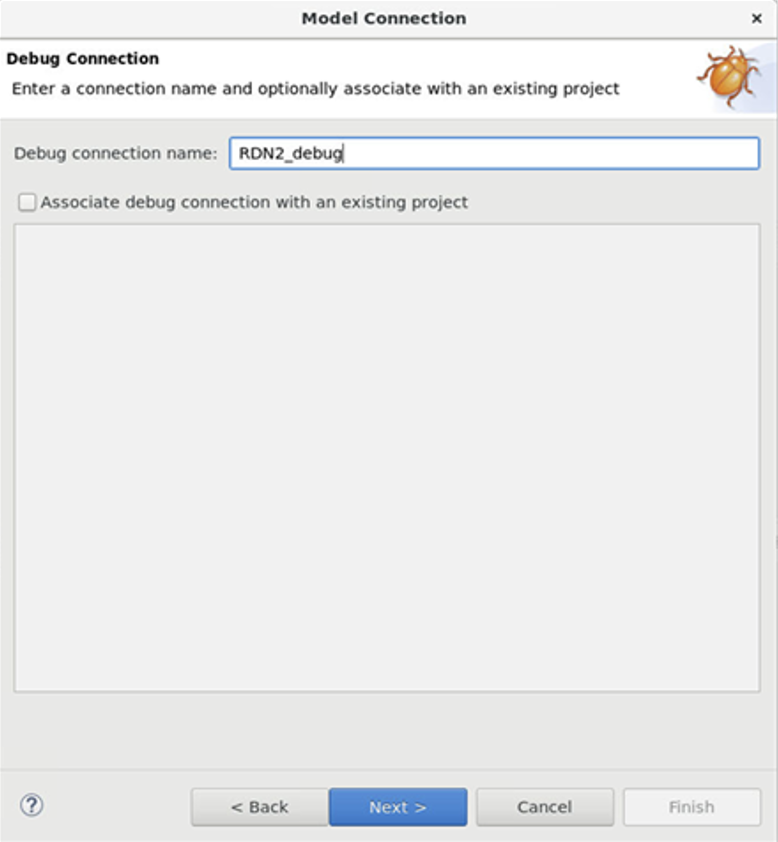 Model Connection ×
Debug Connection
Enter a connection name and optionally associate with an existing project
Debug connection name: RDN2_debug
Associate debug connection with an existing project
? < Back Next > Cancel Finish